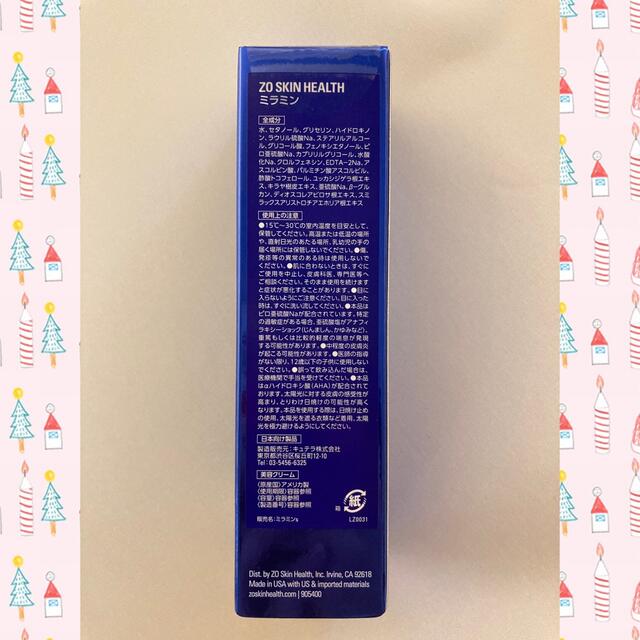 ZO SKIN HEALTH
ミラミン
全成分
水、セタノール、グリセリン、ハイドロキノ
ン、ラウリル硫酸Na、ステアリルアルコー
ル、グリコール酸、フェノキシエタノール、ピ
ロ亜硫酸Na、カプリリルグリコール、水酸
化Na、クロルフェネシン、EDTA-2Na、ア
スコルビン酸、パルミチン酸アスコルビル、
酢酸トコフェロール、ユッカシジゲラ根エキ
ス、キラヤ樹皮エキス、亜硫酸Na、β-グル
カン、ディオスコレアビロサ根エキス、スミ
ラックスアリストロチアエホリア根エキス
使用上の注意
●15℃〜30℃の室内温度を目安として、
保管してください。高温または低温の場所
や、直射日光のあたる場所、乳幼児の手の
届く場所には保管しないでください。●傷、
発疹等の異常のある時は使用しないで
ください。●肌に合わないときは、すぐに
ご使用を中止し、皮膚科医、専門医等へ
ご相談ください。そのまま使用を続けます
と症状が悪化することがあります。●目に
入らないようにご注意ください。目に入った
時は、すぐに洗い流してください。●本品は
ピロ亜硫酸Naが配合されています。特定
の過敏症がある場合、亜硫酸塩がアナフィ
ラキシーショック(じんましん、かゆみなど)、
重篤もしくは比較的軽度の喘息が発現
する可能性があります。●中程度の皮膚炎
が起こる可能性があります。●医師の指導
がない限り、12歳以下の子供に使用しない
でください。●誤って飲み込んだ場合は、
医療機関で手当を受けてください。●本品
はαハイドロキシ酸(AHA)が配合されて
おります。太陽光に対する皮膚の感受性が
高まり、とりわけ日焼けの可能性が高く
なります。本品を使用する際は、日焼け止め
の使用、太陽光を遮る衣類など着用、太陽
光を極力避けるようにしてください。
日本向け製品
製造販売元:キュテラ株式会社
東京都渋谷区桜丘町12-10
Tel:03-5456-6325
美容クリーム
〈原産国〉アメリカ製
〈使用期限〉容器参照
〈容量〉容器参照
〈製造番号〉容器参照
紙
箱
販売名:ミラミンs
LZ0031
Dist. by ZO Skin Health, Inc. Irvine, CA 92618
Made in USA with US & imported materials
zoskinhealth.com | 905400